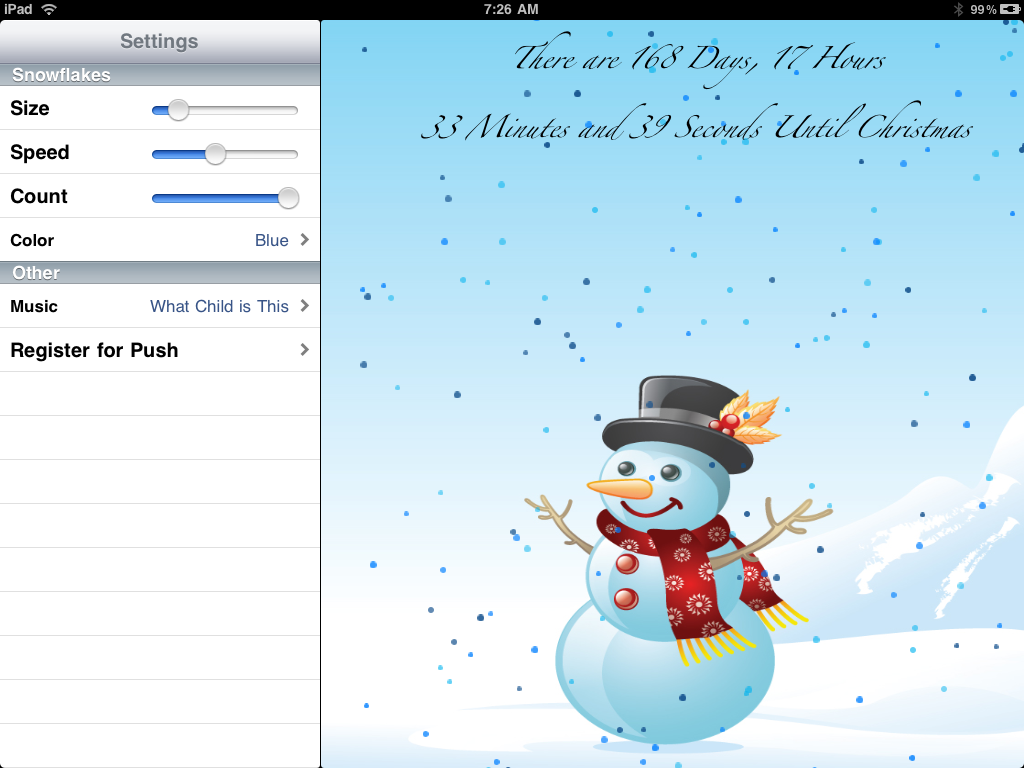 iPad 7:26 AM 99%
Settings
Snowflakes
Size
Speed
Count
Color Blue
Other
Music What Child is This
Register for Push
There are 168 Days, 17 Hours
33 Minutes and 39 Seconds Until Christmas